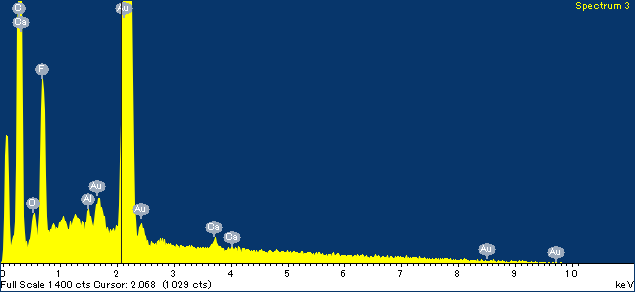 Spectrum 3
C Au
Ca
F
Au
Al
O Au
Ca
Ca
Au Au
0 1 2 3 4 5 6 7 8 9 10
Full Scale 1400 cts Cursor: 2.068 (1029 cts) keV